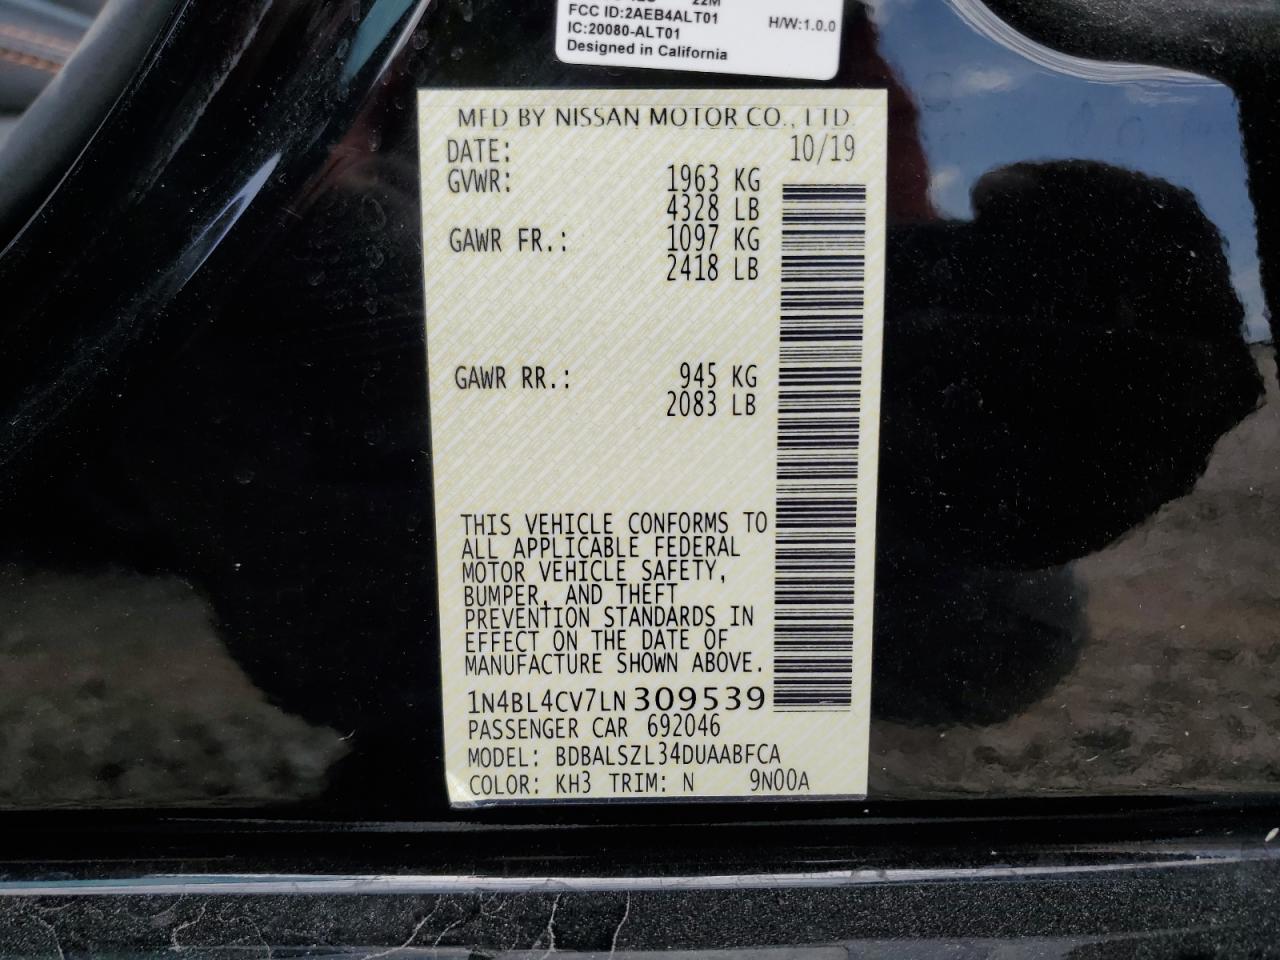 22M
FCC ID:2AEB4ALT01
IC:20080-ALT01 H/W:1.0.0
Designed in California
MFD BY NISSAN MOTOR CO., LTD
DATE: 10/19
GVWR: 1963 KG
4328 LB
GAWR FR.: 1097 KG
2418 LB
GAWR RR.: 945 KG
2083 LB
THIS VEHICLE CONFORMS TO
ALL APPLICABLE FEDERAL
MOTOR VEHICLE SAFETY,
BUMPER, AND THEFT
PREVENTION STANDARDS IN
EFFECT ON THE DATE OF
MANUFACTURE SHOWN ABOVE.
1N4BL4CV7LN309539
PASSENGER CAR 692046
MODEL: BDBALSZL34DUAABFCA
COLOR: KH3 TRIM: N 9N00A